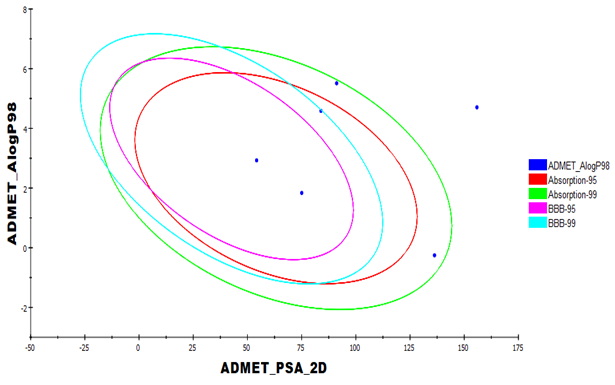 8
6
4
2
0
-2
ADMET_AlogP98
-50 -25 0 25 50 75 100 125 150 175
ADMET_PSA_2D
ADMET_AlogP98
Absorption-95
Absorption-99
BBB-95
BBB-99